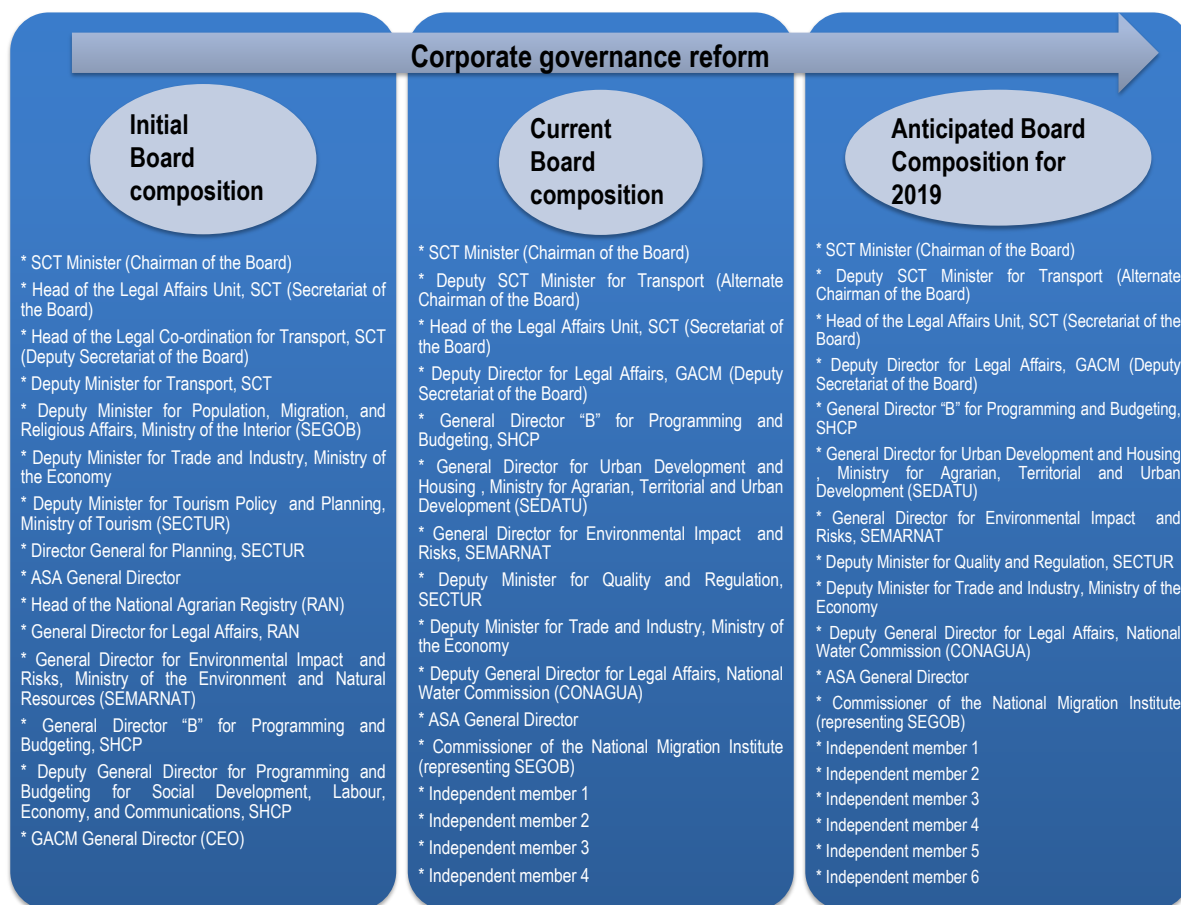 Corporate governance reform
Initial
Board
composition
* SCT Minister (Chairman of the Board)
* Head of the Legal Affairs Unit, SCT (Secretariat of
the Board)
* Head of the Legal Co-ordination for Transport, SCT
(Deputy Secretariat of the Board)
* Deputy Minister for Transport, SCT
* Deputy Minister for Population, Migration, and
Religious Affairs, Ministry of the Interior (SEGOB)
* Deputy Minister for Trade and Industry, Ministry of
the Economy
* Deputy Minister for Tourism Policy and Planning,
Ministry of Tourism (SECTUR)
* Director General for Planning, SECTUR
* ASA General Director
* Head of the National Agrarian Registry (RAN)
* General Director for Legal Affairs, RAN
* General Director for Environmental Impact and
Risks, Ministry of the Environment and Natural
Resources (SEMARNAT)
* General Director “B” for Programming and
Budgeting, SHCP
* Deputy General Director for Programming and
Budgeting for Social Development, Labour,
Economy, and Communications, SHCP
* GACM General Director (CEO)
Current
Board
composition
* SCT Minister (Chairman of the Board)
* Deputy SCT Minister for Transport (Alternate
Chairman of the Board)
* Head of the Legal Affairs Unit, SCT (Secretariat of
the Board)
* Deputy Director for Legal Affairs, GACM (Deputy
Secretariat of the Board)
* General Director “B” for Programming and
Budgeting, SHCP
* General Director for Urban Development and
Housing , Ministry for Agrarian, Territorial and Urban
Development (SEDATU)
* General Director for Environmental Impact and
Risks, SEMARNAT
* Deputy Minister for Quality and Regulation,
SECTUR
* Deputy Minister for Trade and Industry, Ministry of
the Economy
* Deputy General Director for Legal Affairs, National
Water Commission (CONAGUA)
* ASA General Director
* Commissioner of the National Migration Institute
(representing SEGOB)
* Independent member 1
* Independent member 2
* Independent member 3
* Independent member 4
Anticipated Board
Composition for
2019
* SCT Minister (Chairman of the Board)
* Deputy SCT Minister for Transport (Alternate
Chairman of the Board)
* Head of the Legal Affairs Unit, SCT (Secretariat of the
Board)
* Deputy Director for Legal Affairs, GACM (Deputy
Secretariat of the Board)
* General Director “B” for Programming and Budgeting,
SHCP
* General Director for Urban Development and Housing
, Ministry for Agrarian, Territorial and Urban
Development (SEDATU)
* General Director for Environmental Impact and
Risks, SEMARNAT
* Deputy Minister for Quality and Regulation, SECTUR
* Deputy Minister for Trade and Industry, Ministry of the
Economy
* Deputy General Director for Legal Affairs, National
Water Commission (CONAGUA)
* ASA General Director
* Commissioner of the National Migration Institute
(representing SEGOB)
* Independent member 1
* Independent member 2
* Independent member 3
* Independent member 4
* Independent member 5
* Independent member 6